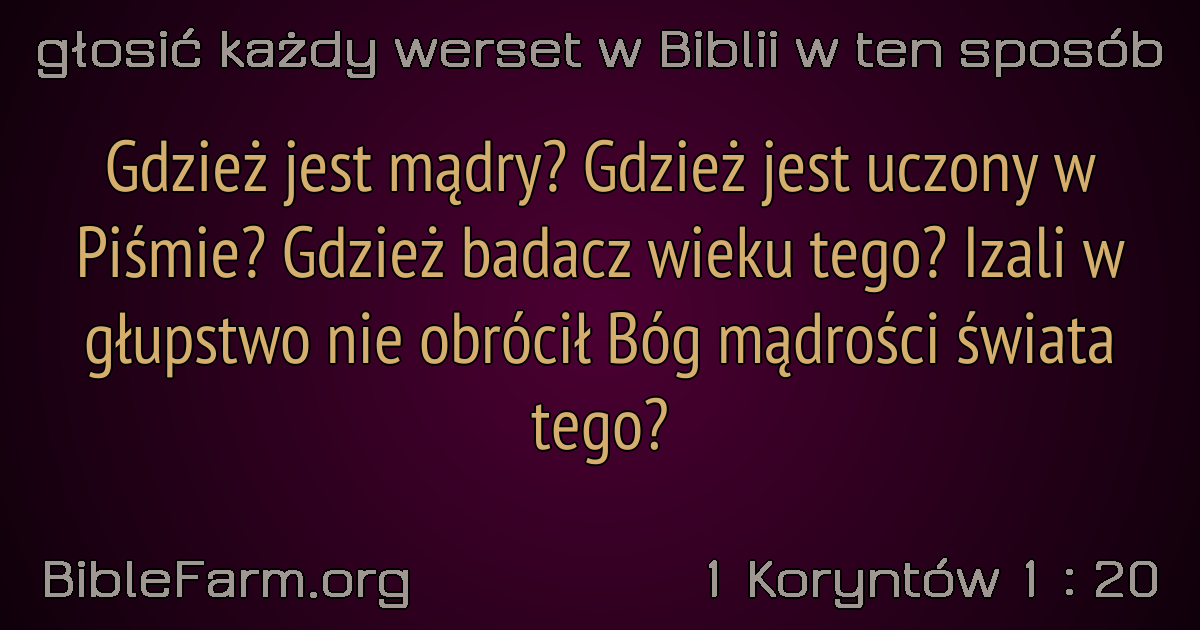 głosić każdy werset w Biblii w ten sposób
Gdzież jest mądry? Gdzież jest uczony w
Piśmie? Gdzież badacz wieku tego? Izali w
głupstwo nie obrócił Bóg mądrości świata
tego?
BibleFarm.org
1 Koryntów 1 : 20